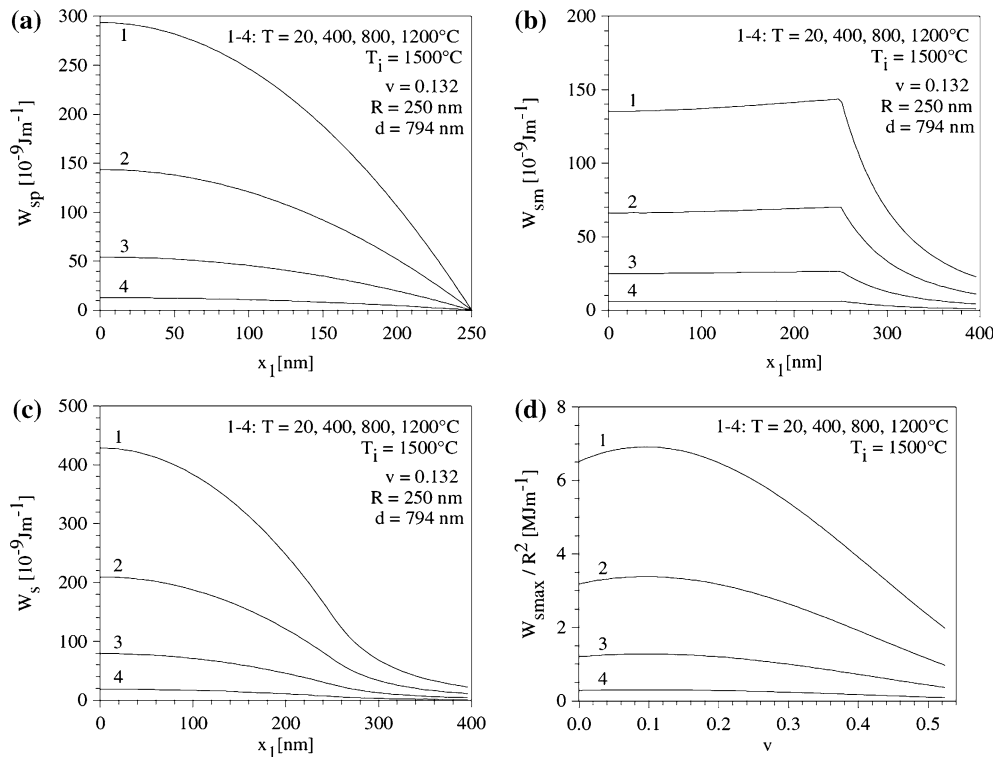 (a)
300
250
200
150
100
50
0
W_sp [10^-9Jm^-1]
1-4: T = 20, 400, 800, 1200°C
T_i = 1500°C
v = 0.132
R = 250 nm
d = 794 nm
1
2
3
4
0 50 100 150 200 250
x_1[nm]
(b)
200
150
100
50
0
W_sm [10^-9Jm^-1]
1-4: T = 20, 400, 800, 1200°C
T_i = 1500°C
v = 0.132
R = 250 nm
d = 794 nm
1
2
3
4
0 100 200 300 400
x_1[nm]
(c)
500
400
300
200
100
0
W_s [10^-9Jm^-1]
1-4: T = 20, 400, 800, 1200°C
T_i = 1500°C
v = 0.132
R = 250 nm
d = 794 nm
1
2
3
4
0 100 200 300 400
x_1[nm]
(d)
8
6
4
2
0
W_smax / R^2 [MJm^-1]
1-4: T = 20, 400, 800, 1200°C
T_i = 1500°C
1
2
3
4
0.0 0.1 0.2 0.3 0.4 0.5
v